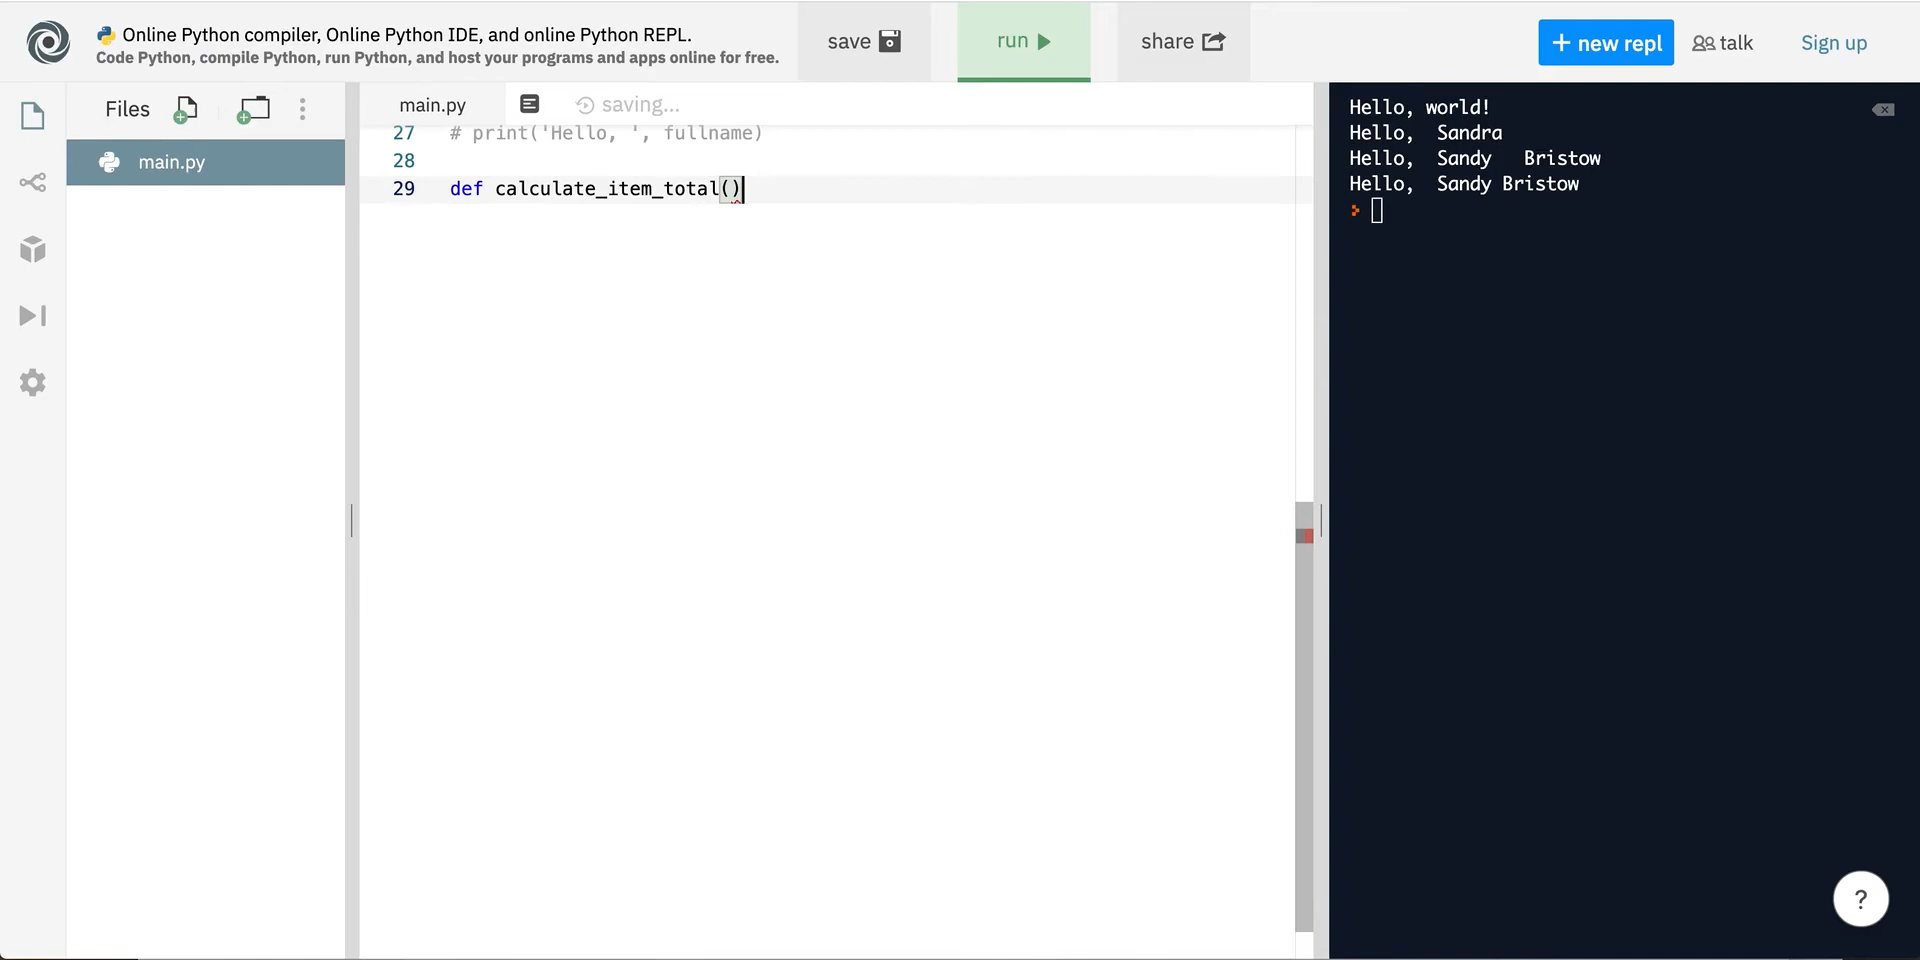 Online Python compiler, Online Python IDE, and online Python REPL.
Code Python, compile Python, run Python, and host your programs and apps online for free.
save
run
share
+ new repl
talk
Sign up
Files
main.py
main.py
saving...
27 # print('Hello, ', fullname)
28
29 def calculate_item_total()
Hello, world!
Hello,  Sandra
Hello,  Sandy   Bristow
Hello,  Sandy Bristow
?